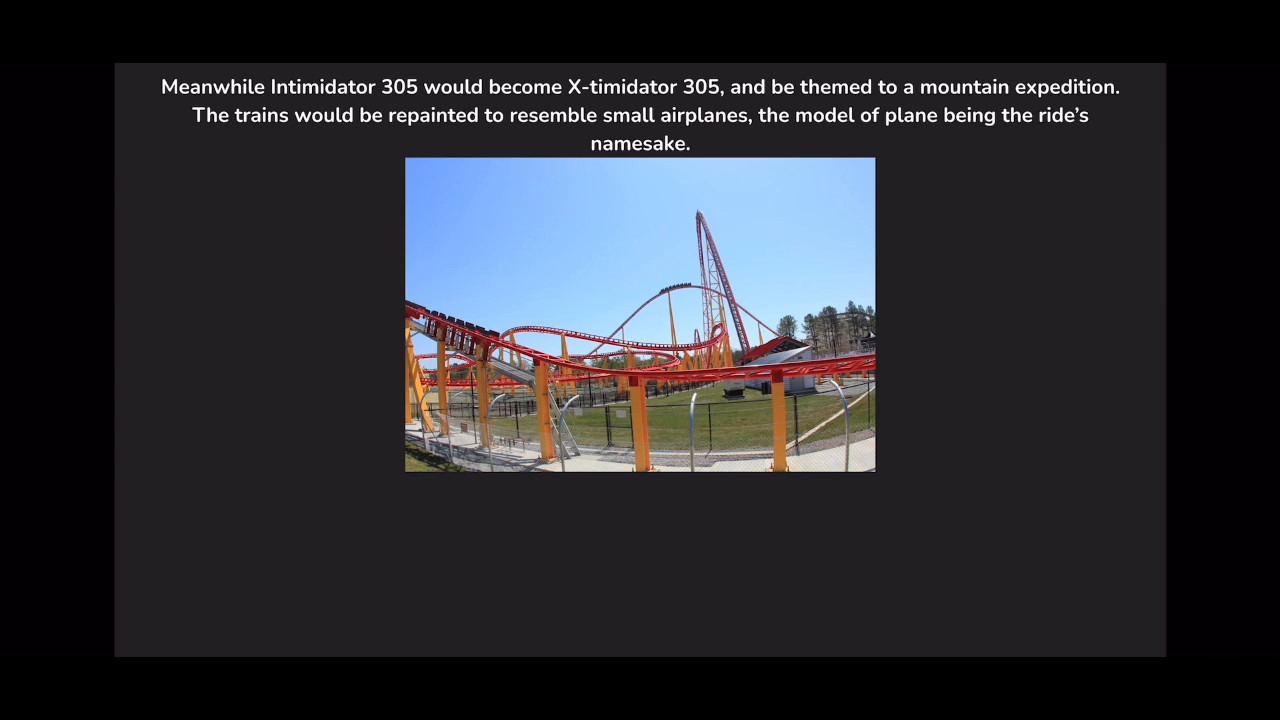 Meanwhile Intimidator 305 would become X-timidator 305, and be themed to a mountain expedition.
The trains would be repainted to resemble small airplanes, the model of plane being the ride’s
namesake.